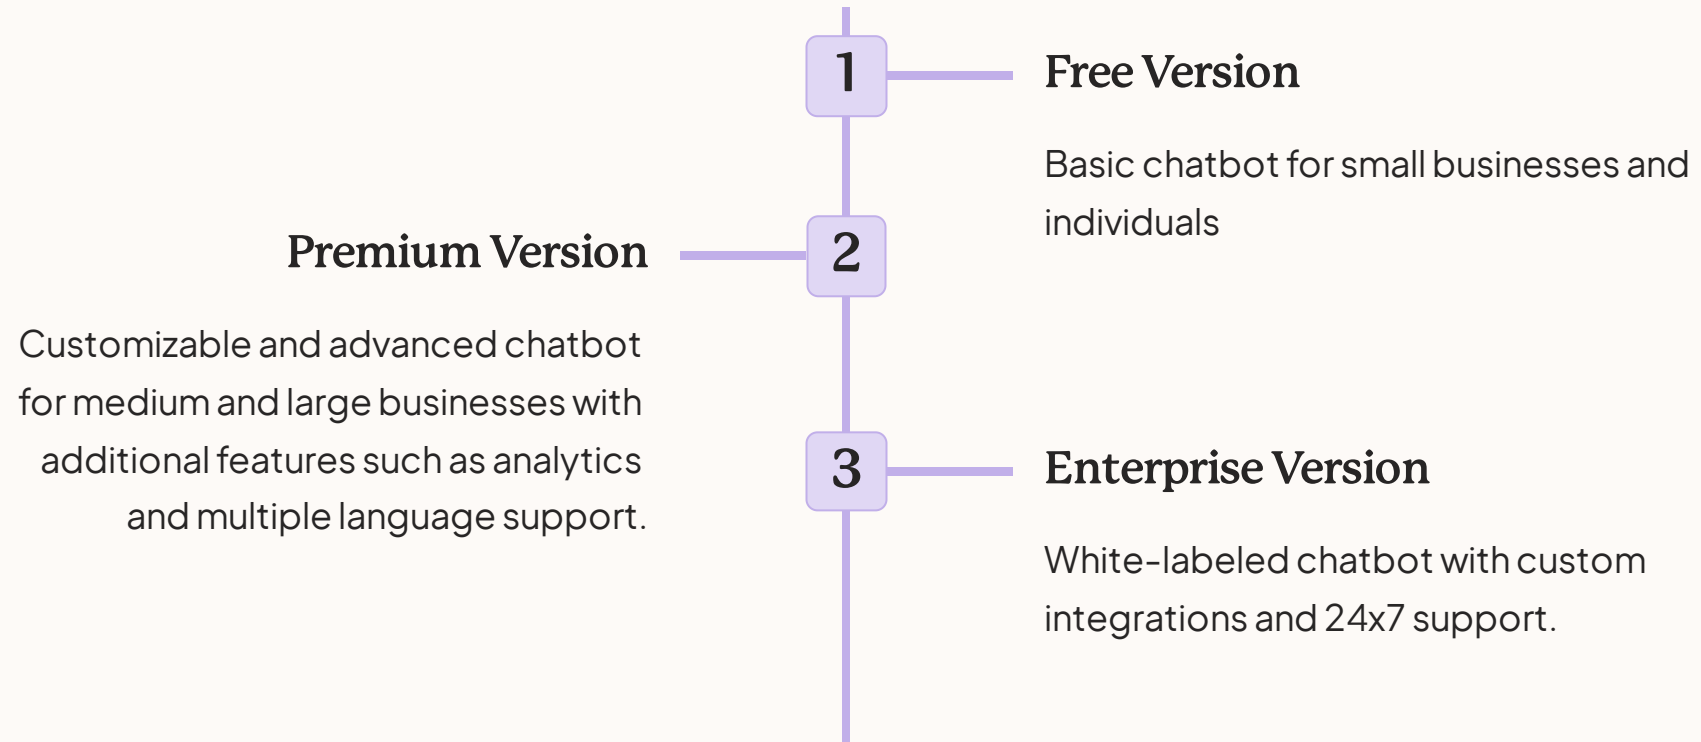 1
Free Version
Basic chatbot for small businesses and
individuals
2
Premium Version
Customizable and advanced chatbot
for medium and large businesses with
additional features such as analytics
and multiple language support.
3
Enterprise Version
White-labeled chatbot with custom
integrations and 24x7 support.